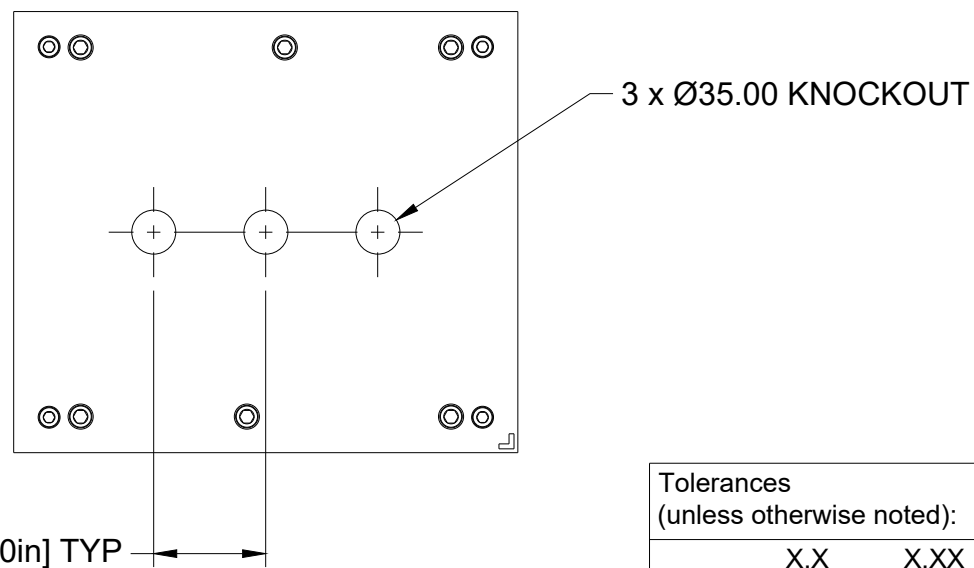 3 x Ø35.00 KNOCKOUT
Tolerances
(unless otherwise noted):
X.X X.XX
0in] TYP